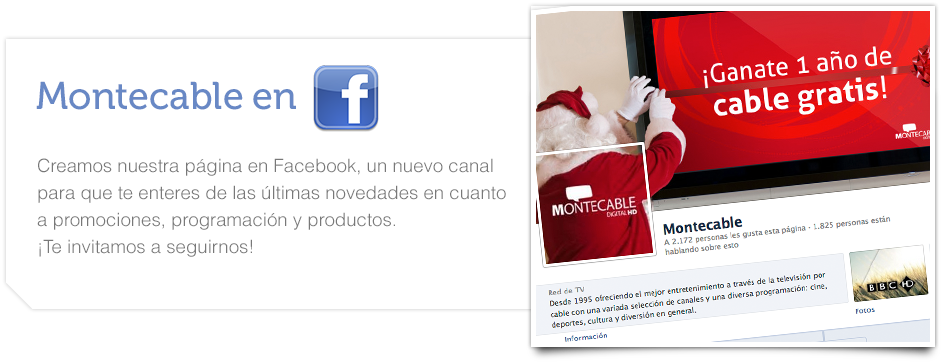 Montecable en f
Creamos nuestra página en Facebook, un nuevo canal
para que te enteres de las últimas novedades en cuanto
a promociones, programación y productos.
¡Te invitamos a seguirnos!
¡Ganate 1 año de
cable gratis!
MONTECABLE
MONTECABLE
DIGITAL HD
Montecable
A 2.172 personas les gusta esta página · 1.825 personas están
hablando sobre esto
Red de TV
Desde 1995 ofreciendo el mejor entretenimiento a través de la televisión por
cable con una variada selección de canales y una diversa programación: cine,
deportes, cultura y diversión en general.
Información
BBC HD
Fotos